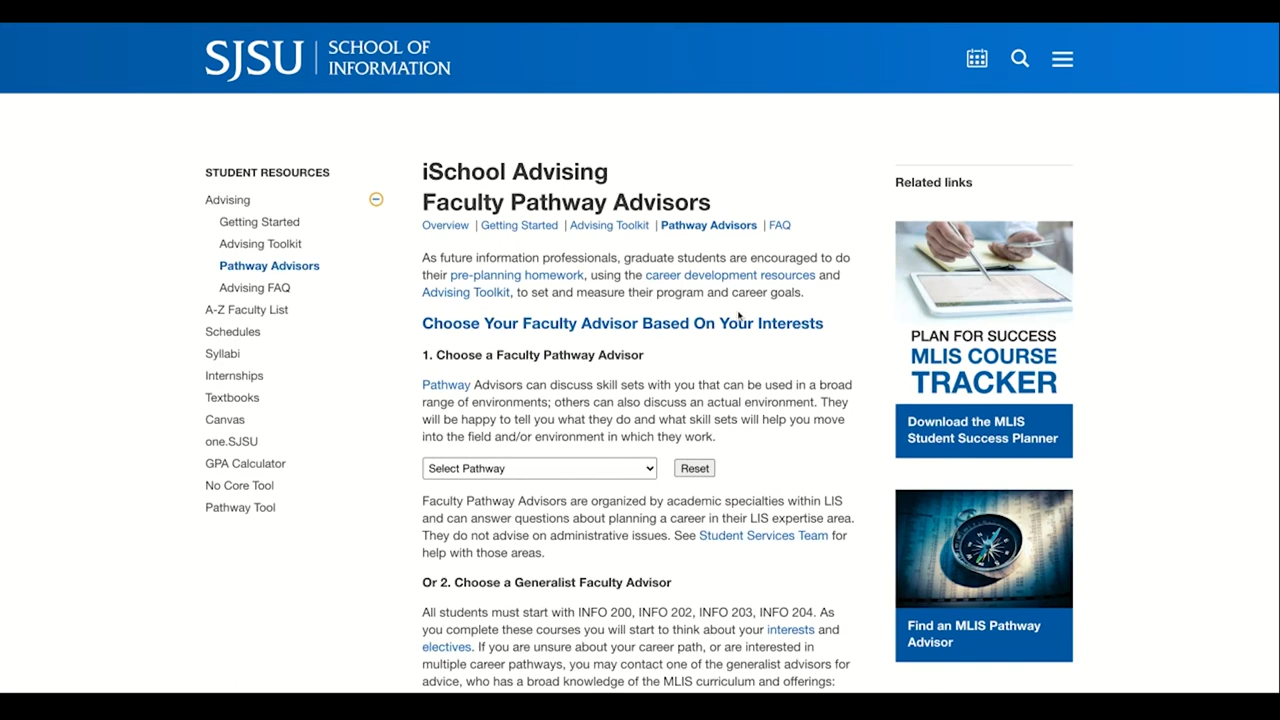 SJSU SCHOOL OF
INFORMATION
STUDENT RESOURCES
Advising
Getting Started
Advising Toolkit
Pathway Advisors
Advising FAQ
A-Z Faculty List
Schedules
Syllabi
Internships
Textbooks
Canvas
one.SJSU
GPA Calculator
No Core Tool
Pathway Tool
iSchool Advising
Faculty Pathway Advisors
Overview | Getting Started | Advising Toolkit | Pathway Advisors | FAQ
As future information professionals, graduate students are encouraged to do
their pre-planning homework, using the career development resources and
Advising Toolkit, to set and measure their program and career goals.
Choose Your Faculty Advisor Based On Your Interests
1. Choose a Faculty Pathway Advisor
Pathway Advisors can discuss skill sets with you that can be used in a broad
range of environments; others can also discuss an actual environment. They
will be happy to tell you what they do and what skill sets will help you move
into the field and/or environment in which they work.
Select Pathway Reset
Faculty Pathway Advisors are organized by academic specialties within LIS
and can answer questions about planning a career in their LIS expertise area.
They do not advise on administrative issues. See Student Services Team for
help with those areas.
Or 2. Choose a Generalist Faculty Advisor
All students must start with INFO 200, INFO 202, INFO 203, INFO 204. As
you complete these courses you will start to think about your interests and
electives. If you are unsure about your career path, or are interested in
multiple career pathways, you may contact one of the generalist advisors for
advice, who has a broad knowledge of the MLIS curriculum and offerings:
Related links
PLAN FOR SUCCESS
MLIS COURSE
TRACKER
Download the MLIS
Student Success Planner
Find an MLIS Pathway
Advisor